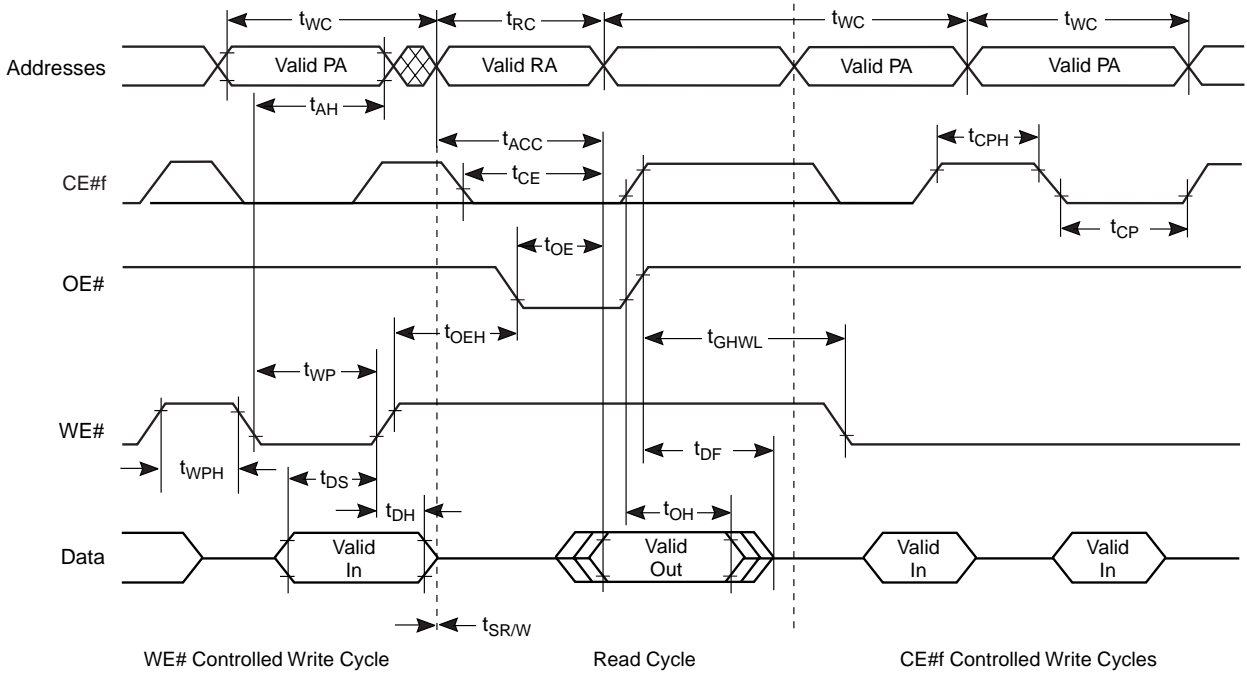 tWC tRC tWC tWC
Addresses Valid PA Valid RA Valid PA Valid PA
tAH
tACC tCPH
CE#f tCE
tCP
tOE
OE#
tOEH tGHWL
tWP
WE#
tDF
tWPH tDS
tDH tOH
Data Valid In Valid Out Valid In Valid In
tSR/W
WE# Controlled Write Cycle Read Cycle CE#f Controlled Write Cycles